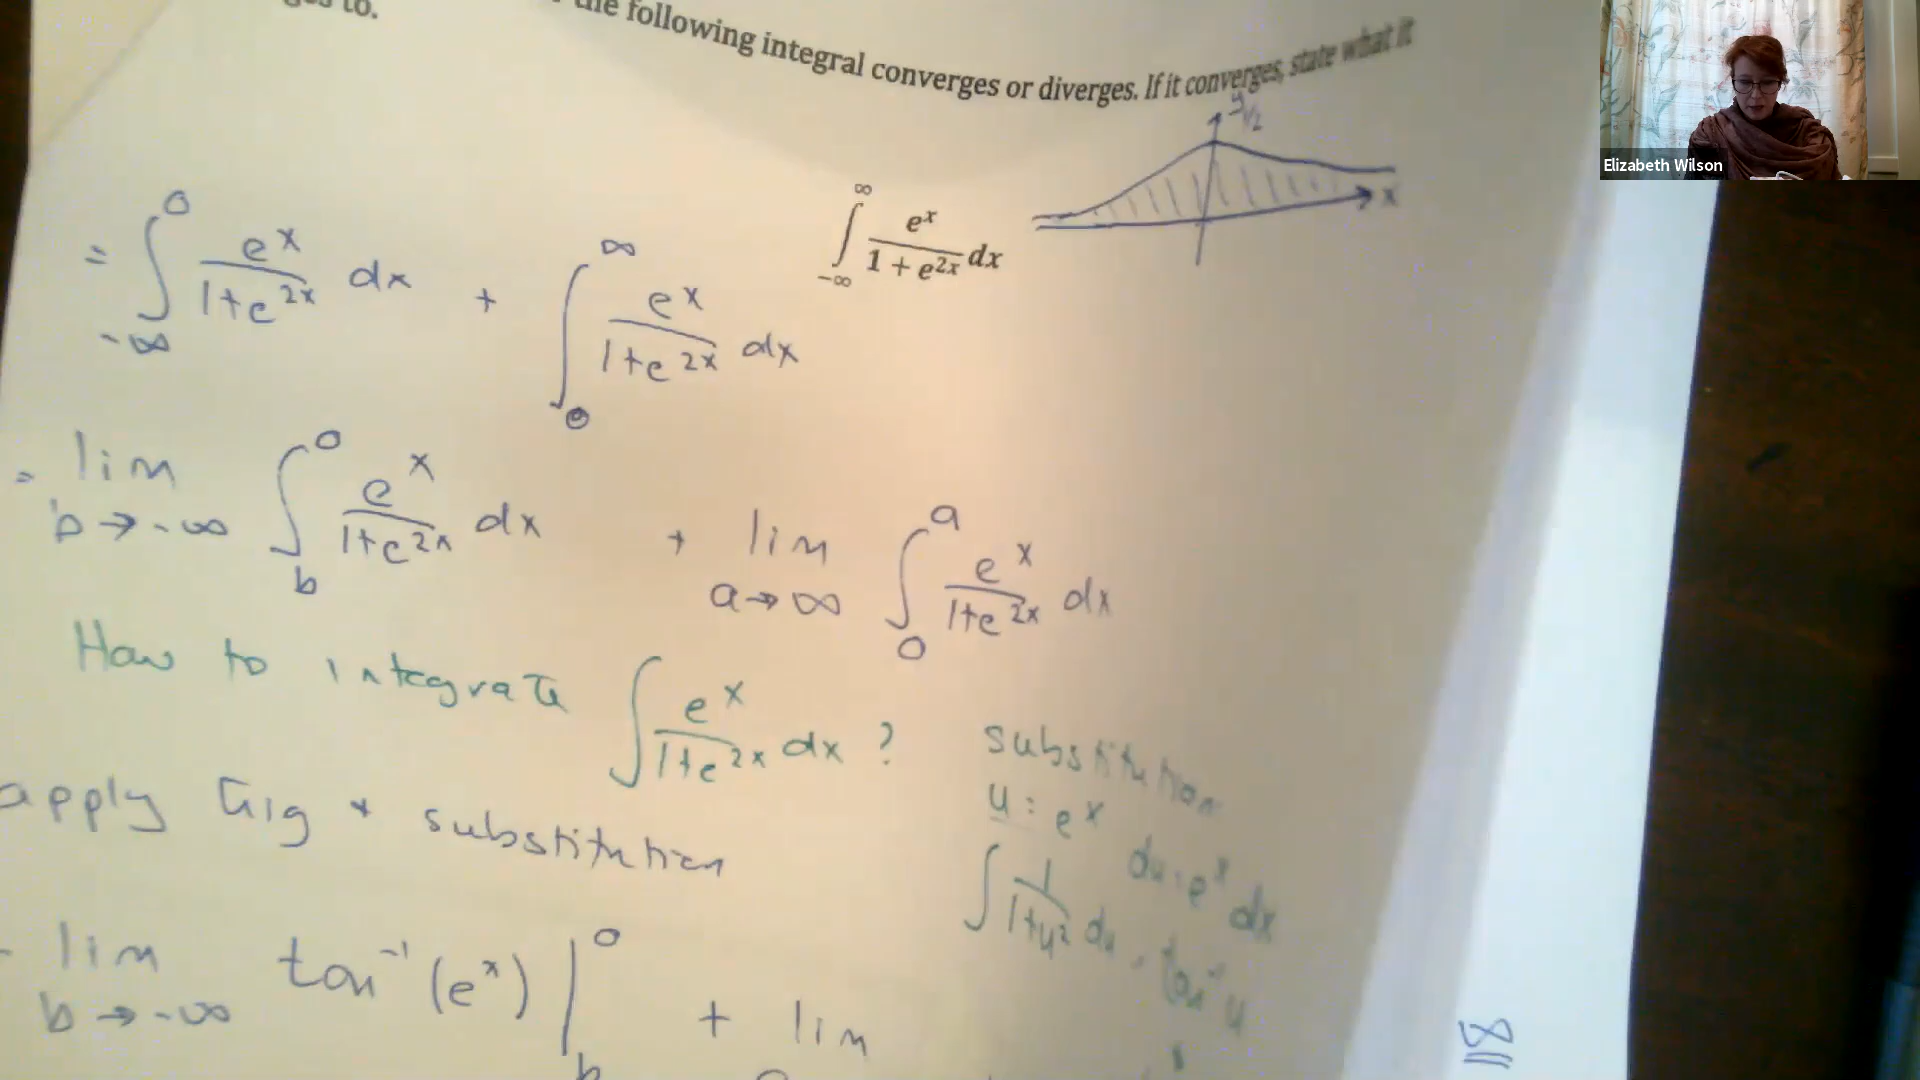 ges to.
the following integral converges or diverges. If it converges, state what it
y
1/2
x
∫_{-∞}^{∞} e^x/(1 + e^{2x}) dx
= ∫_{-∞}^{0} e^x/(1+e^{2x}) dx + ∫_{0}^{∞} e^x/(1+e^{2x}) dx
= lim_{b→-∞} ∫_{b}^{0} e^x/(1+e^{2x}) dx + lim_{a→∞} ∫_{0}^{a} e^x/(1+e^{2x}) dx
How to integrate ∫ e^x/(1+e^{2x}) dx ?
substitution
u = e^x du = e^x dx
∫ 1/(1+u^2) du = tan^{-1} u
apply trig + substitution
= lim_{b→-∞} tan^{-1}(e^x) |_{b}^{0} + lim
Elizabeth Wilson